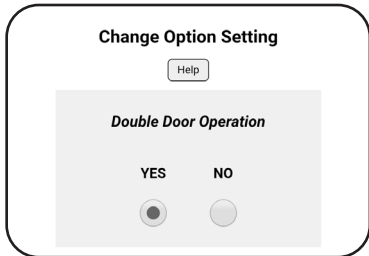 Change Option Setting
Help
Double Door Operation
YES NO